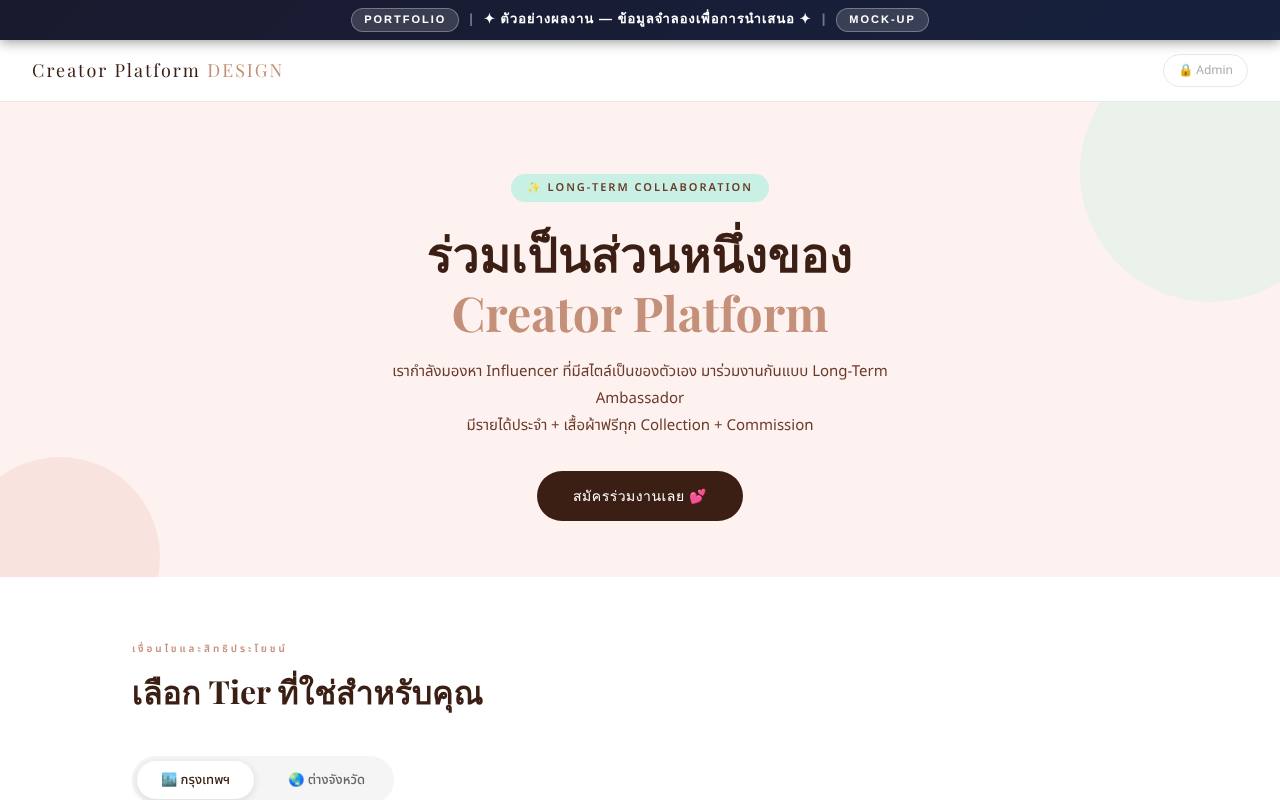 PORTFOLIO | ✦ ตัวอย่างผลงาน — ข้อมูลจำลองเพื่อการนำเสนอ ✦ | MOCK-UP
Creator Platform DESIGN
🔒 Admin
✨ LONG-TERM COLLABORATION
ร่วมเป็นส่วนหนึ่งของ
Creator Platform
เรากำลังมองหา Influencer ที่มีสไตล์เป็นของตัวเอง มาร่วมงานกันแบบ Long-Term
Ambassador
มีรายได้ประจำ + เสื้อผ้าฟรีทุก Collection + Commission
สมัครร่วมงานเลย 💕
เงื่อนไขและสิทธิประโยชน์
เลือก Tier ที่ใช่สำหรับคุณ
🏙️ กรุงเทพฯ
🌏 ต่างจังหวัด